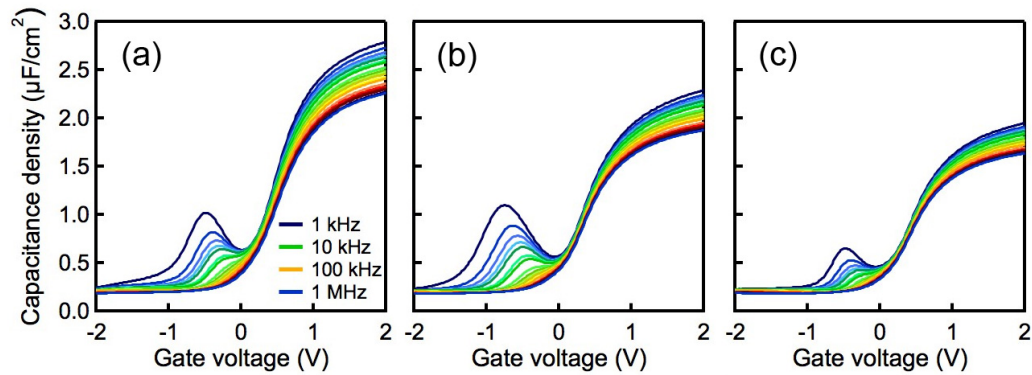 Capacitance density (µF/cm²)
3.0
2.5
2.0
1.5
1.0
0.5
0.0
(a)
1 kHz
10 kHz
100 kHz
1 MHz
-2 -1 0 1 2
Gate voltage (V)
(b)
-2 -1 0 1 2
Gate voltage (V)
(c)
-2 -1 0 1 2
Gate voltage (V)